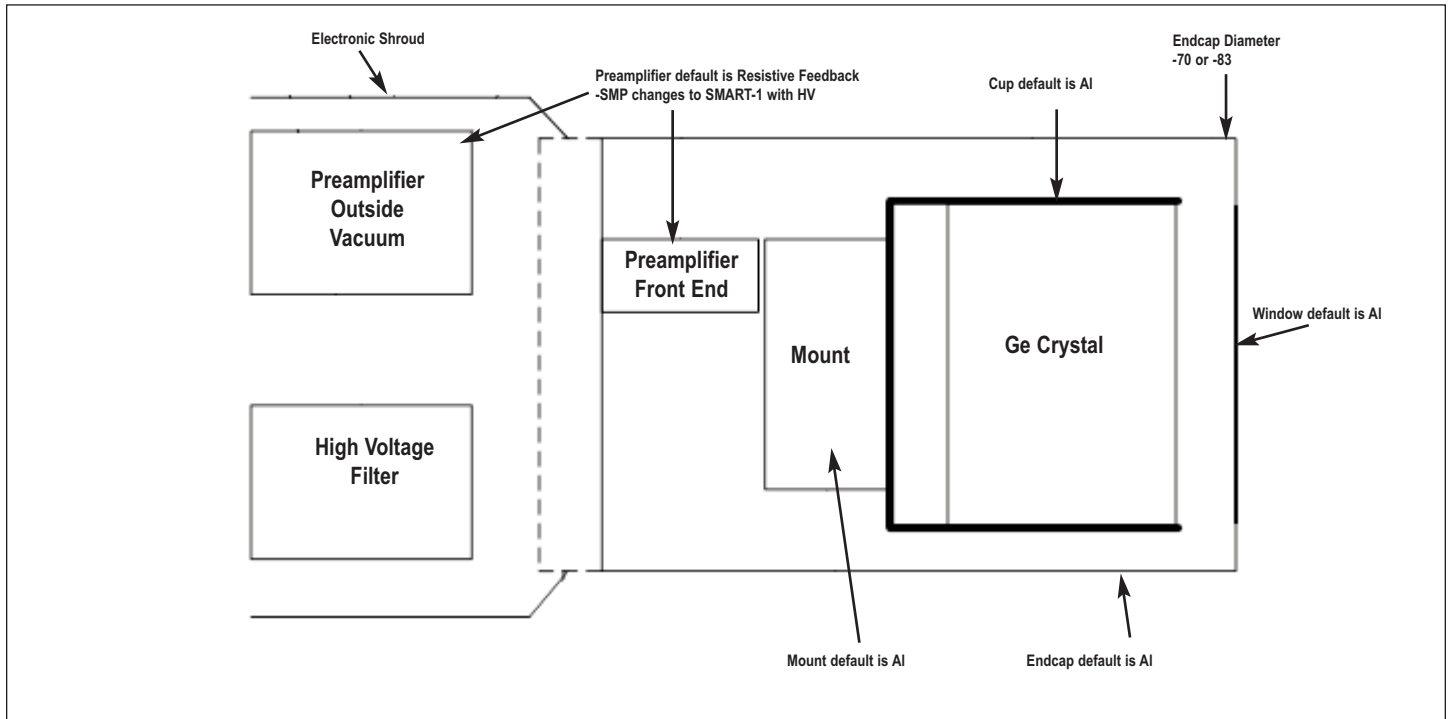 Electronic Shroud
Preamplifier default is Resistive Feedback
-SMP changes to SMART-1 with HV
Endcap Diameter
-70 or -83
Cup default is Al
Preamplifier
Outside
Vacuum
Preamplifier
Front End
Mount
Ge Crystal
Window default is Al
High Voltage
Filter
Mount default is Al
Endcap default is Al